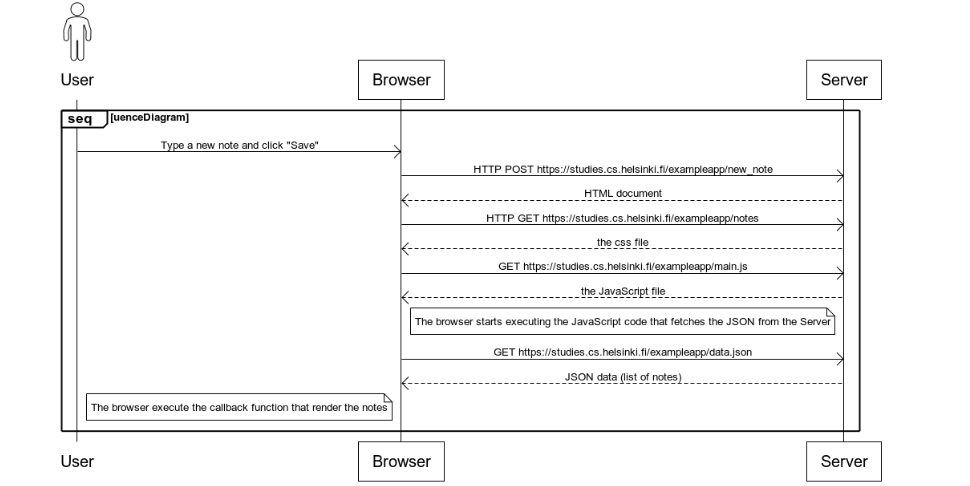 User
Browser
Server
seq [uenceDiagram]
Type a new note and click "Save"
HTTP POST https://studies.cs.helsinki.fi/exampleapp/new_note
HTML document
HTTP GET https://studies.cs.helsinki.fi/exampleapp/notes
the css file
GET https://studies.cs.helsinki.fi/exampleapp/main.js
the JavaScript file
The browser starts executing the JavaScript code that fetches the JSON from the Server
GET https://studies.cs.helsinki.fi/exampleapp/data.json
JSON data (list of notes)
The browser execute the callback function that render the notes
User
Browser
Server